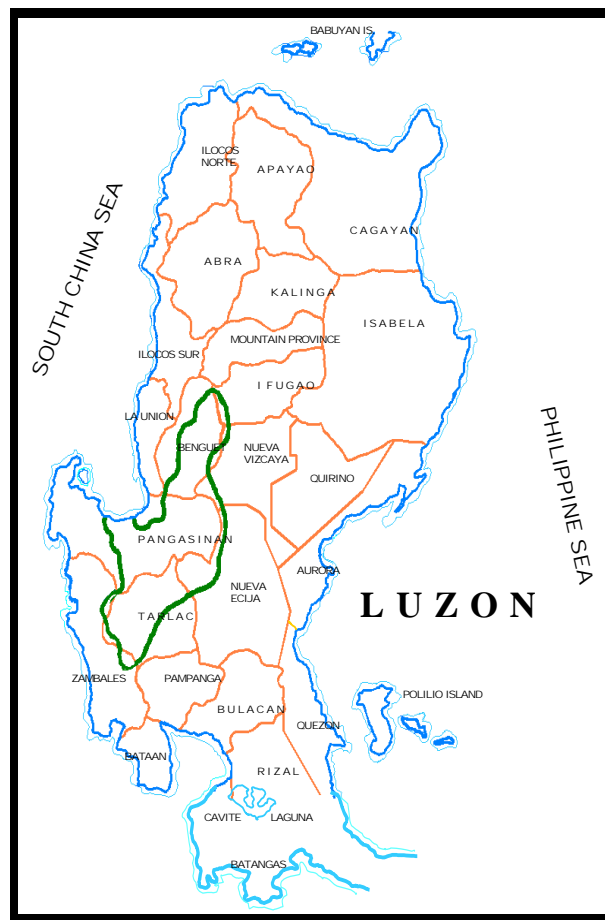 BABUYAN IS.
ILOCOS
NORTE
APAYAO
CAGAYAN
SOUTH CHINA SEA
ABRA
KALINGA
ISABELA
MOUNTAIN PROVINCE
ILOCOS SUR
IFUGAO
LA UNION
BENGUET
NUEVA
VIZCAYA
QUIRINO
PHILIPPINE SEA
PANGASINAN
AURORA
NUEVA
ECIJA
LUZON
TARLAC
ZAMBALES
PAMPANGA
POLILIO ISLAND
BULACAN
QUEZON
BATAAN
RIZAL
CAVITE
LAGUNA
BATANGAS